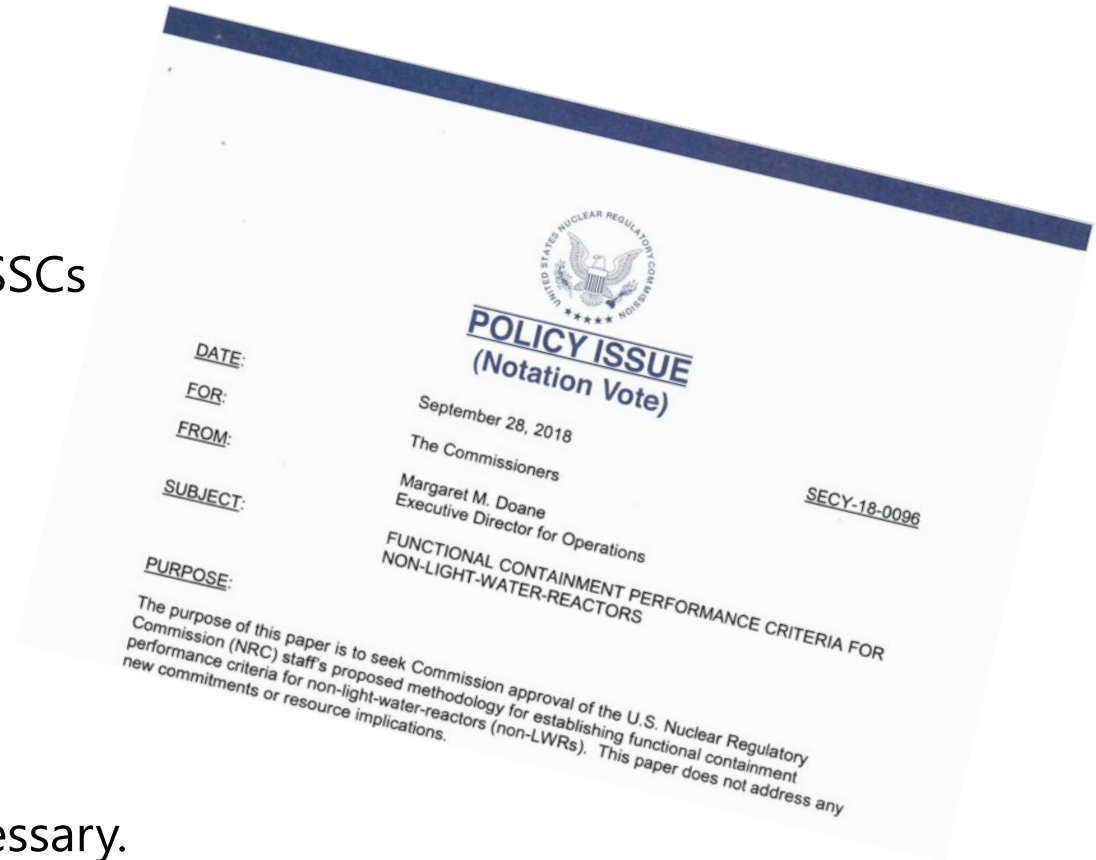 SSCs
UNITED STATES NUCLEAR REGULATORY COMMISSION
POLICY ISSUE
(Notation Vote)
DATE: September 28, 2018
FOR: The Commissioners
SECY-18-0096
FROM: Margaret M. Doane
Executive Director for Operations
SUBJECT: FUNCTIONAL CONTAINMENT PERFORMANCE CRITERIA FOR
NON-LIGHT-WATER-REACTORS
PURPOSE:
The purpose of this paper is to seek Commission approval of the U.S. Nuclear Regulatory
Commission (NRC) staff's proposed methodology for establishing functional containment
performance criteria for non-light-water-reactors (non-LWRs). This paper does not address any
new commitments or resource implications.
essary.